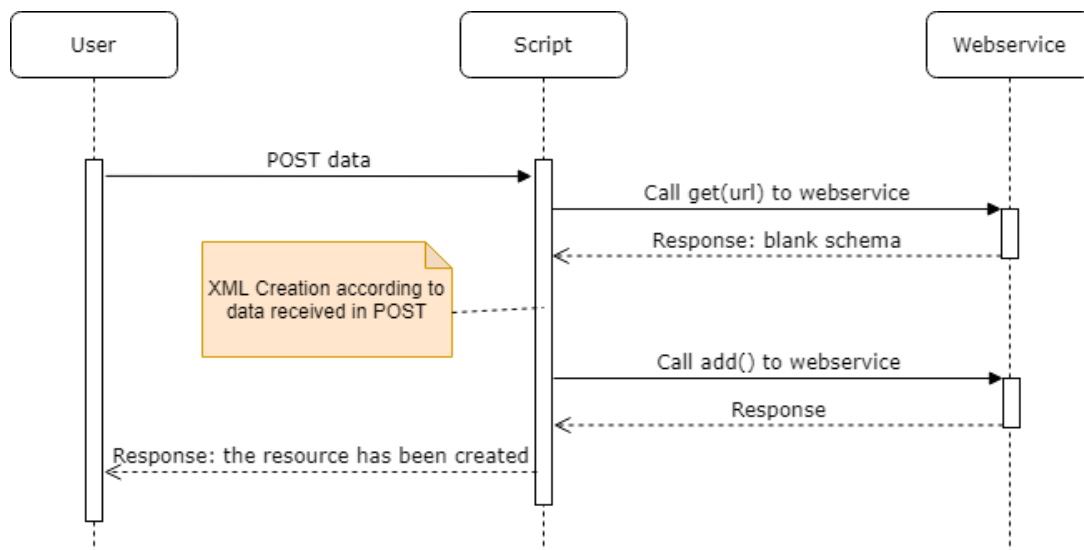 User
Script
Webservice
POST data
Call get(url) to webservice
Response: blank schema
XML Creation according to
data received in POST
Call add() to webservice
Response
Response: the resource has been created